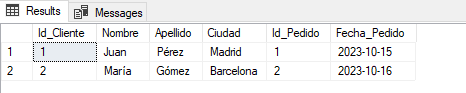 Results Messages
Id_Cliente Nombre Apellido Ciudad Id_Pedido Fecha_Pedido
1 1 Juan Pérez Madrid 1 2023-10-15
2 2 María Gómez Barcelona 2 2023-10-16